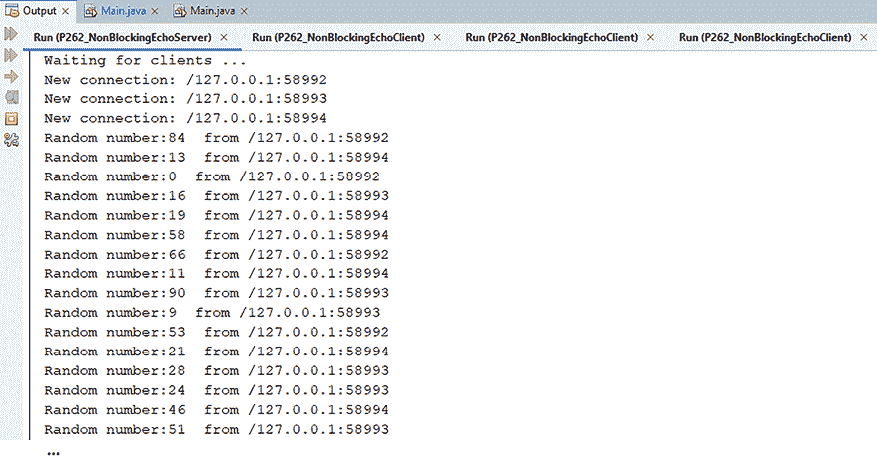 Output × Main.java × Main.java ×
Run (P262_NonBlockingEchoServer) × Run (P262_NonBlockingEchoClient) × Run (P262_NonBlockingEchoClient) × Run (P262_NonBlockingEchoClient) ×
Waiting for clients ...
New connection: /127.0.0.1:58992
New connection: /127.0.0.1:58993
New connection: /127.0.0.1:58994
Random number:84  from /127.0.0.1:58992
Random number:13  from /127.0.0.1:58994
Random number:0  from /127.0.0.1:58992
Random number:16  from /127.0.0.1:58993
Random number:19  from /127.0.0.1:58994
Random number:58  from /127.0.0.1:58994
Random number:66  from /127.0.0.1:58992
Random number:11  from /127.0.0.1:58994
Random number:90  from /127.0.0.1:58993
Random number:9  from /127.0.0.1:58993
Random number:53  from /127.0.0.1:58992
Random number:21  from /127.0.0.1:58994
Random number:28  from /127.0.0.1:58993
Random number:24  from /127.0.0.1:58993
Random number:46  from /127.0.0.1:58994
Random number:51  from /127.0.0.1:58993
...